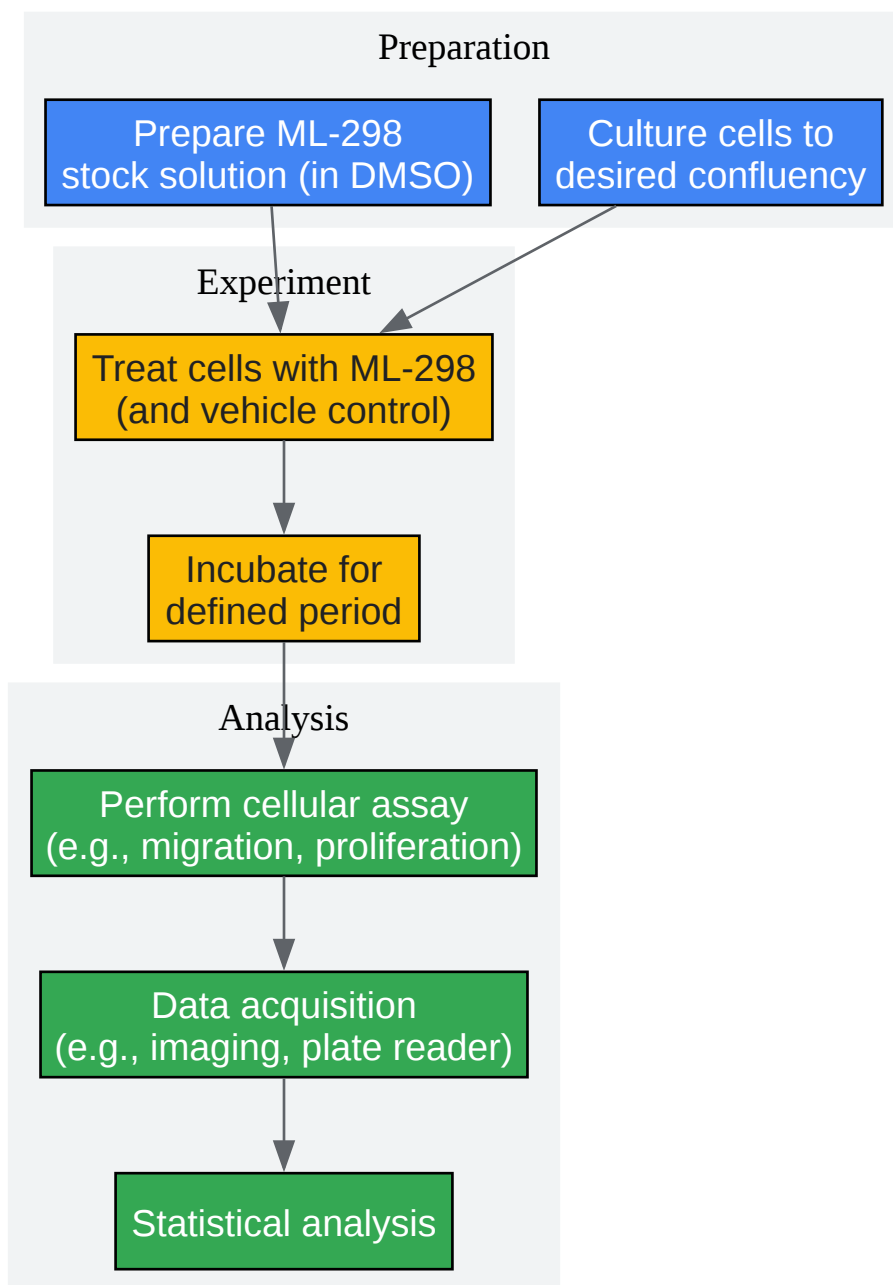 Preparation
Prepare ML-298
stock solution (in DMSO)
Culture cells to
desired confluency
Experiment
Treat cells with ML-298
(and vehicle control)
Incubate for
defined period
Analysis
Perform cellular assay
(e.g., migration, proliferation)
Data acquisition
(e.g., imaging, plate reader)
Statistical analysis